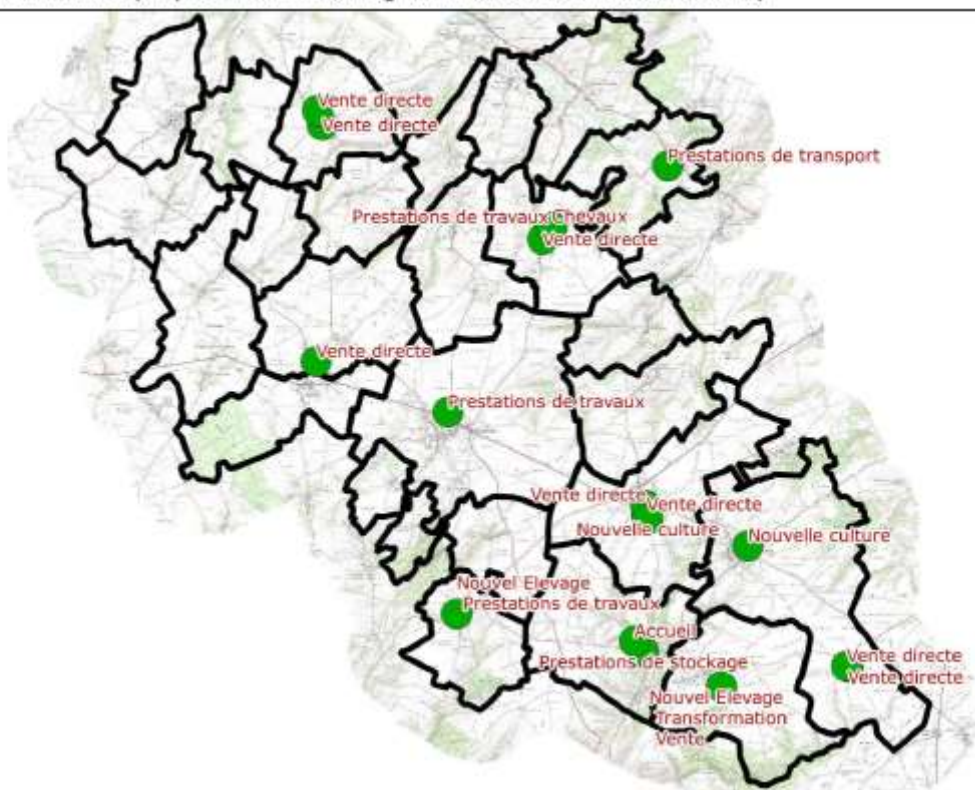 Vente directe
Vente directe
Prestations de transport
Prestations de travaux Chevaux
Vente directe
Vente directe
Prestations de travaux
Vente directe
Vente directe
Nouvelle culture
Nouvelle culture
Nouvel Elevage
Prestations de travaux
Accueil
Prestations de stockage
Vente directe
Vente directe
Nouvel Elevage
Transformation
Vente